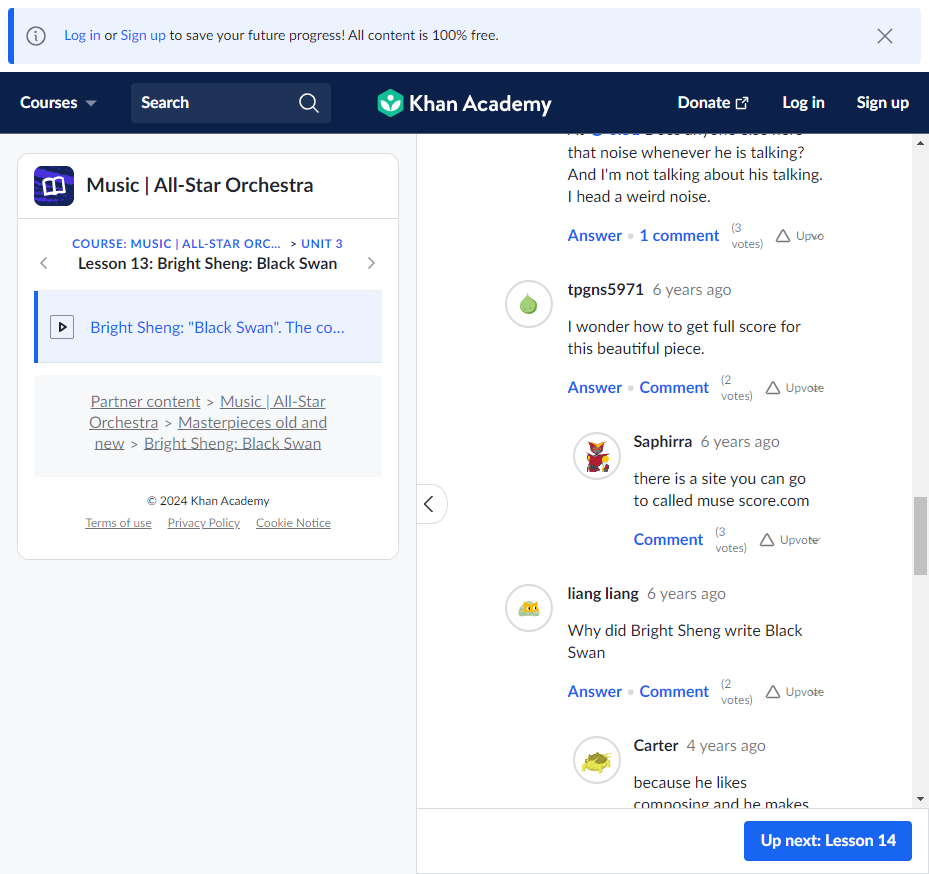 Log in or Sign up to save your future progress! All content is 100% free.
Courses
Search
Khan Academy
Donate
Log in
Sign up
Music | All-Star Orchestra
COURSE: MUSIC | ALL-STAR ORC... > UNIT 3
Lesson 13: Bright Sheng: Black Swan
Bright Sheng: "Black Swan". The co...
Partner content > Music | All-Star
Orchestra > Masterpieces old and
new > Bright Sheng: Black Swan
© 2024 Khan Academy
Terms of use Privacy Policy Cookie Notice
that noise whenever he is talking?
And I'm not talking about his talking.
I head a weird noise.
Answer • 1 comment (3 votes) Upvo
tpgns5971 6 years ago
I wonder how to get full score for
this beautiful piece.
Answer • Comment (2 votes) Upvote
Saphirra 6 years ago
there is a site you can go
to called muse score.com
Comment (3 votes) Upvote
liang liang 6 years ago
Why did Bright Sheng write Black
Swan
Answer • Comment (2 votes) Upvote
Carter 4 years ago
because he likes
composing and he makes
Up next: Lesson 14